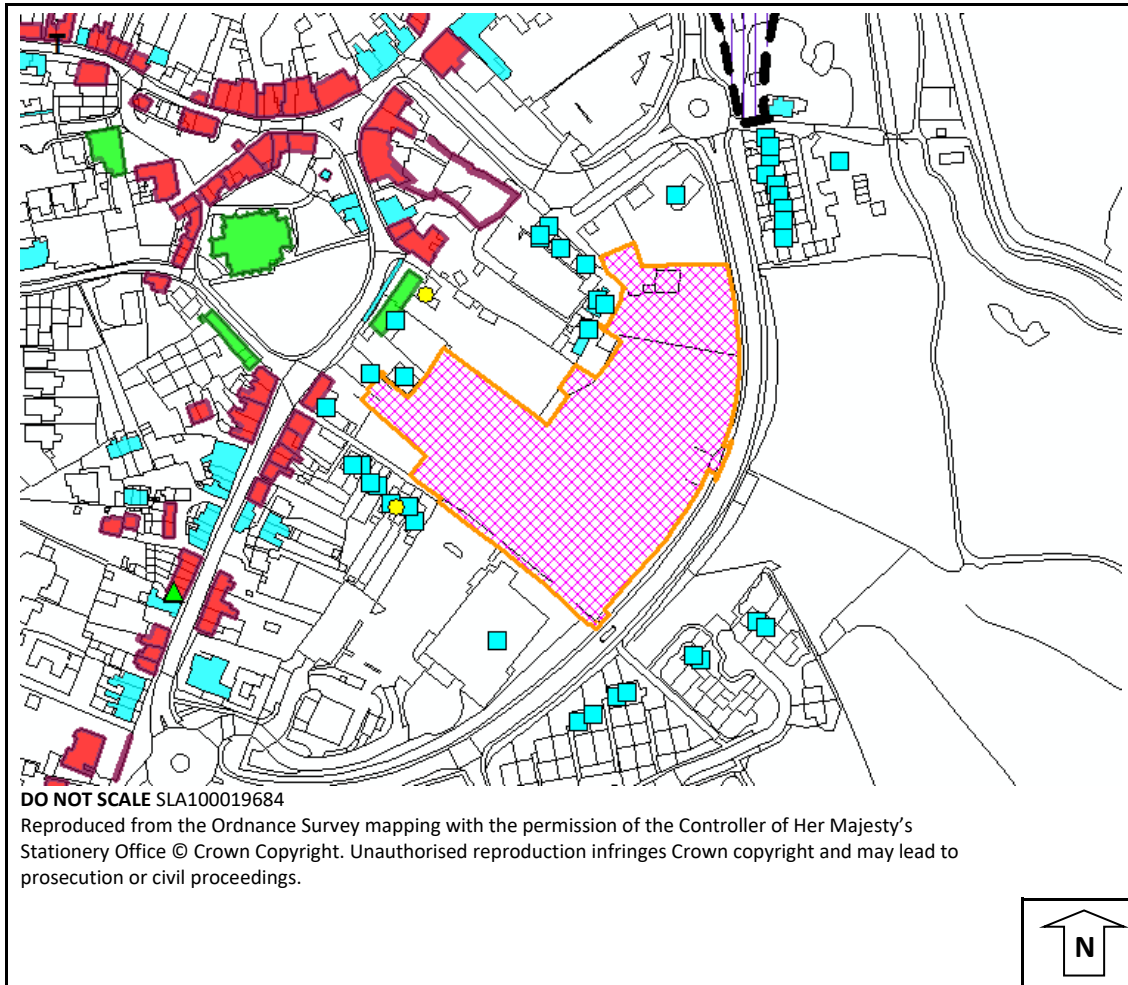 T
DO NOT SCALE SLA100019684
Reproduced from the Ordnance Survey mapping with the permission of the Controller of Her Majesty’s
Stationery Office © Crown Copyright. Unauthorised reproduction infringes Crown copyright and may lead to
prosecution or civil proceedings.
N